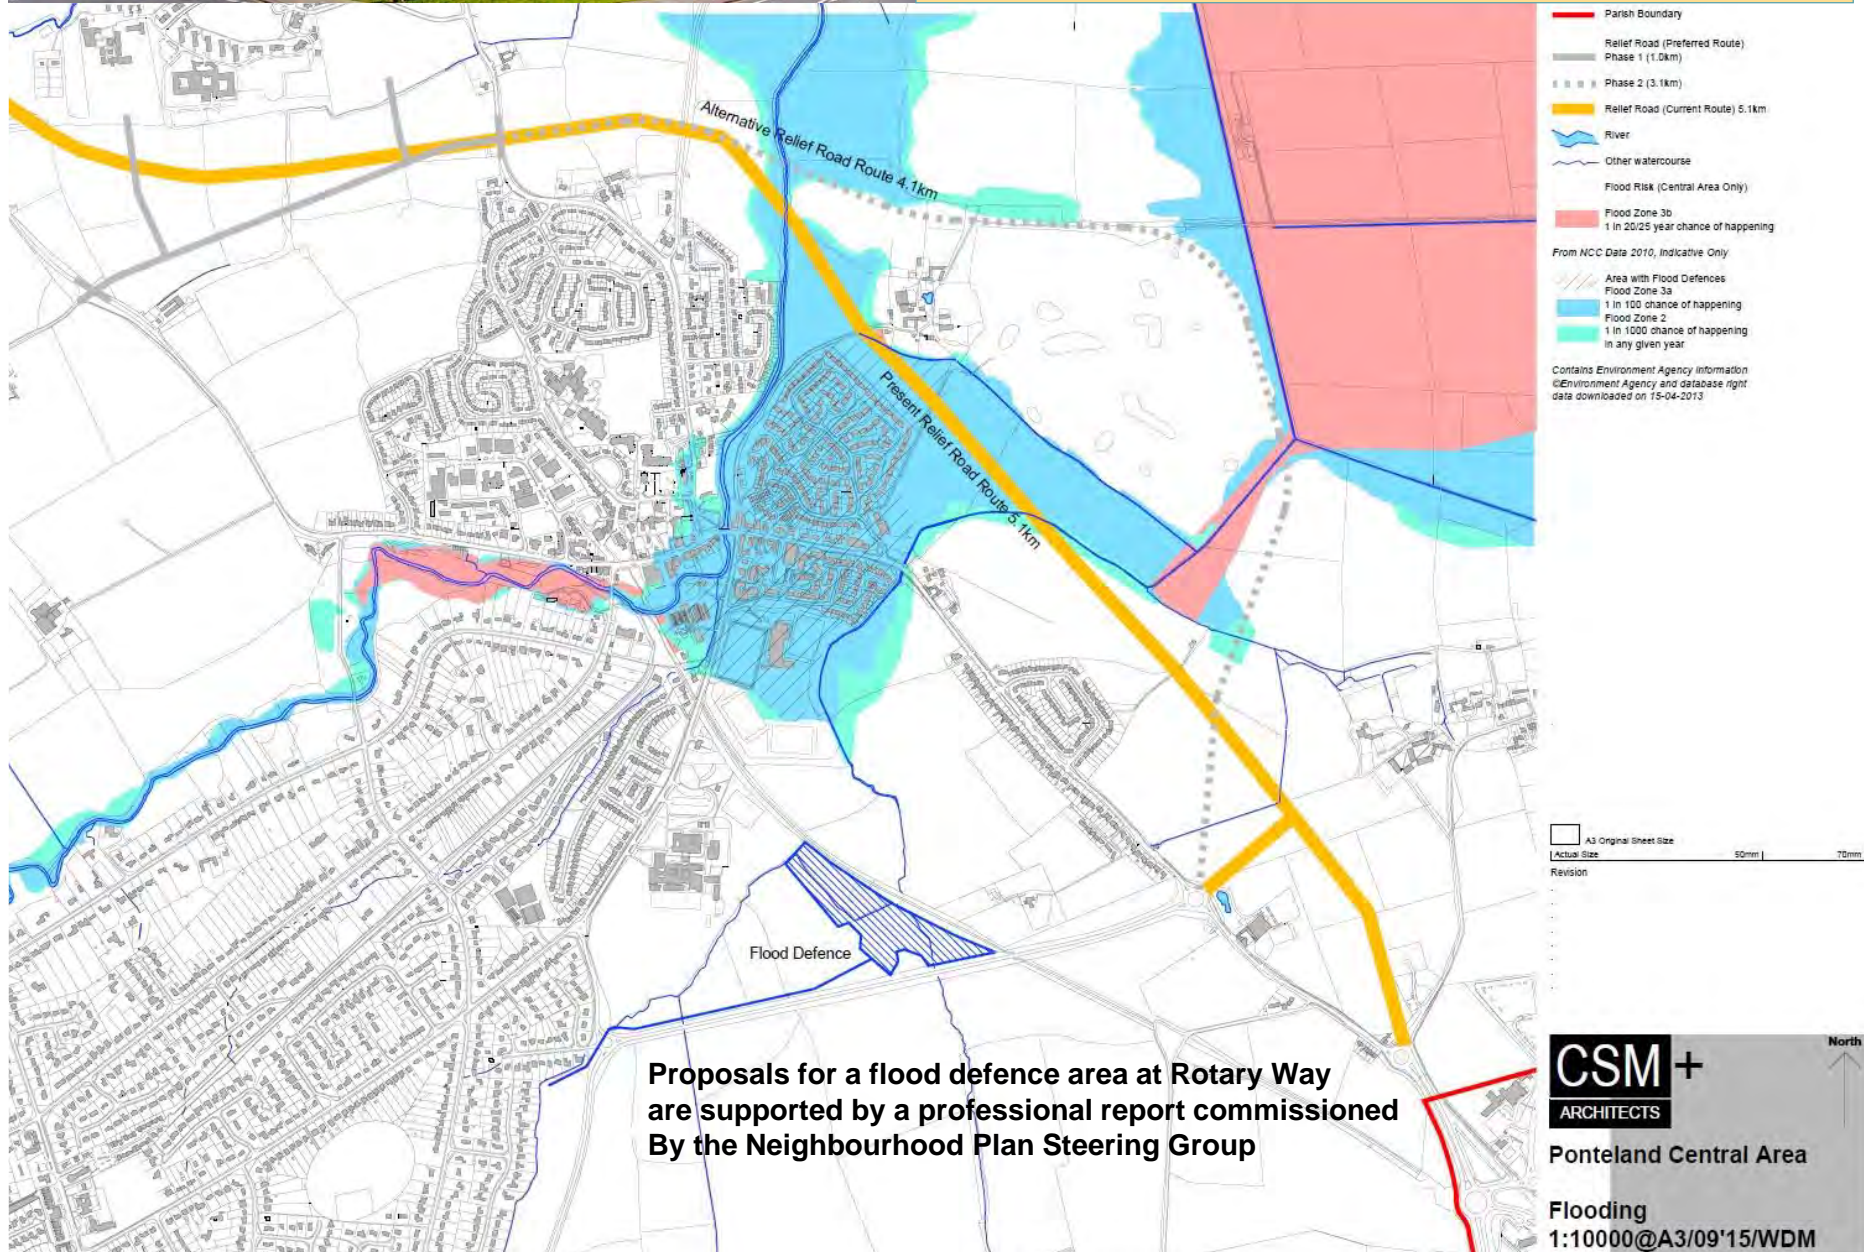 Parish Boundary
Relief Road (Preferred Route)
Phase 1 (1.0km)
Phase 2 (3.1km)
Relief Road (Current Route) 5.1km
River
Other watercourse
Flood Risk (Central Area Only)
Flood Zone 3b
1 in 20/25 year chance of happening
From NCC Data 2010, Indicative Only
Area with Flood Defences
Flood Zone 3a
1 in 100 chance of happening
Flood Zone 2
1 in 1000 chance of happening
in any given year
Contains Environment Agency information
©Environment Agency and database right
data downloaded on 15-04-2013
Alternative Relief Road Route 4.1km
Present Relief Road Route 5.1km
Flood Defence
Proposals for a flood defence area at Rotary Way
are supported by a professional report commissioned
By the Neighbourhood Plan Steering Group
A3 Original Sheet Size
Actual Size 50mm 70mm
Revision
CSM+
ARCHITECTS
North
Ponteland Central Area
Flooding
1:10000@A3/09'15/WDM